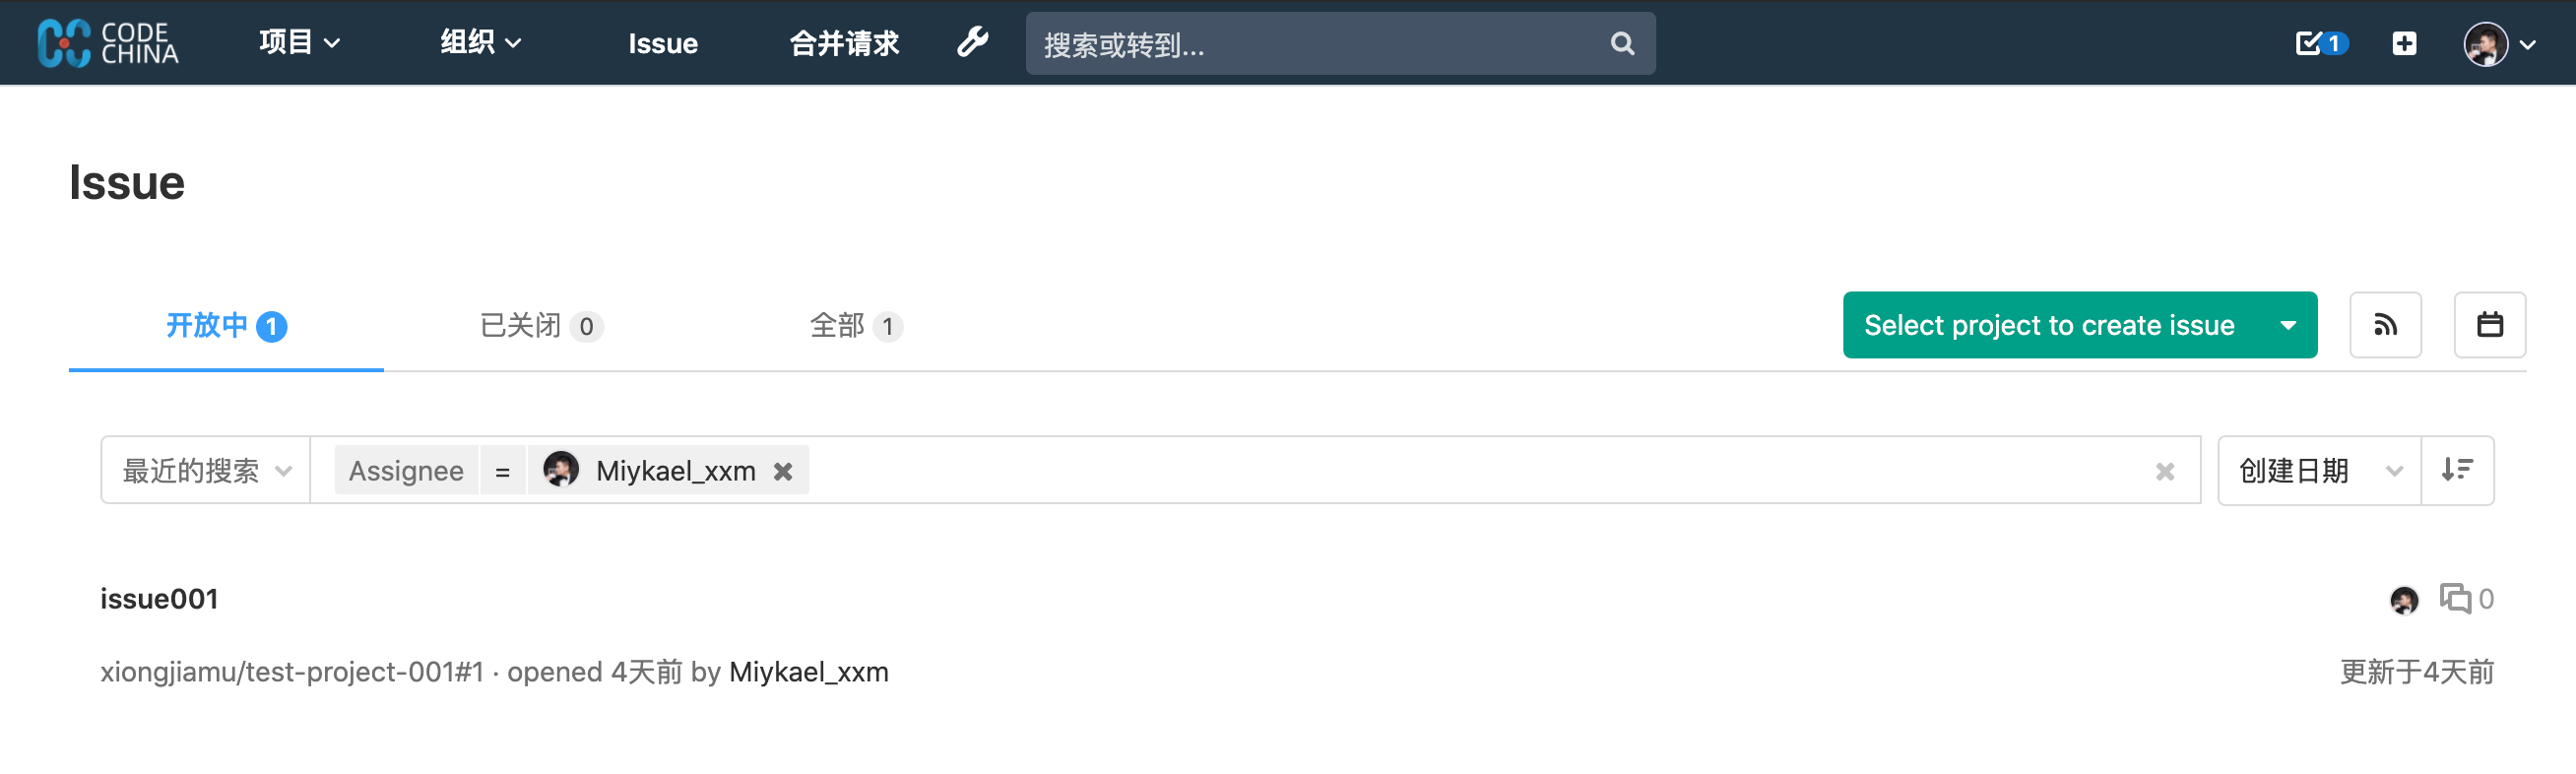 CODE CHINA 项目 组织 Issue 合并请求 搜索或转到... 1
Issue
开放中 1 已关闭 0 全部 1 Select project to create issue
最近的搜索 Assignee = Miykael_xxm 创建日期
issue001 0
xiongjiamu/test-project-001#1 · opened 4天前 by Miykael_xxm 更新于4天前